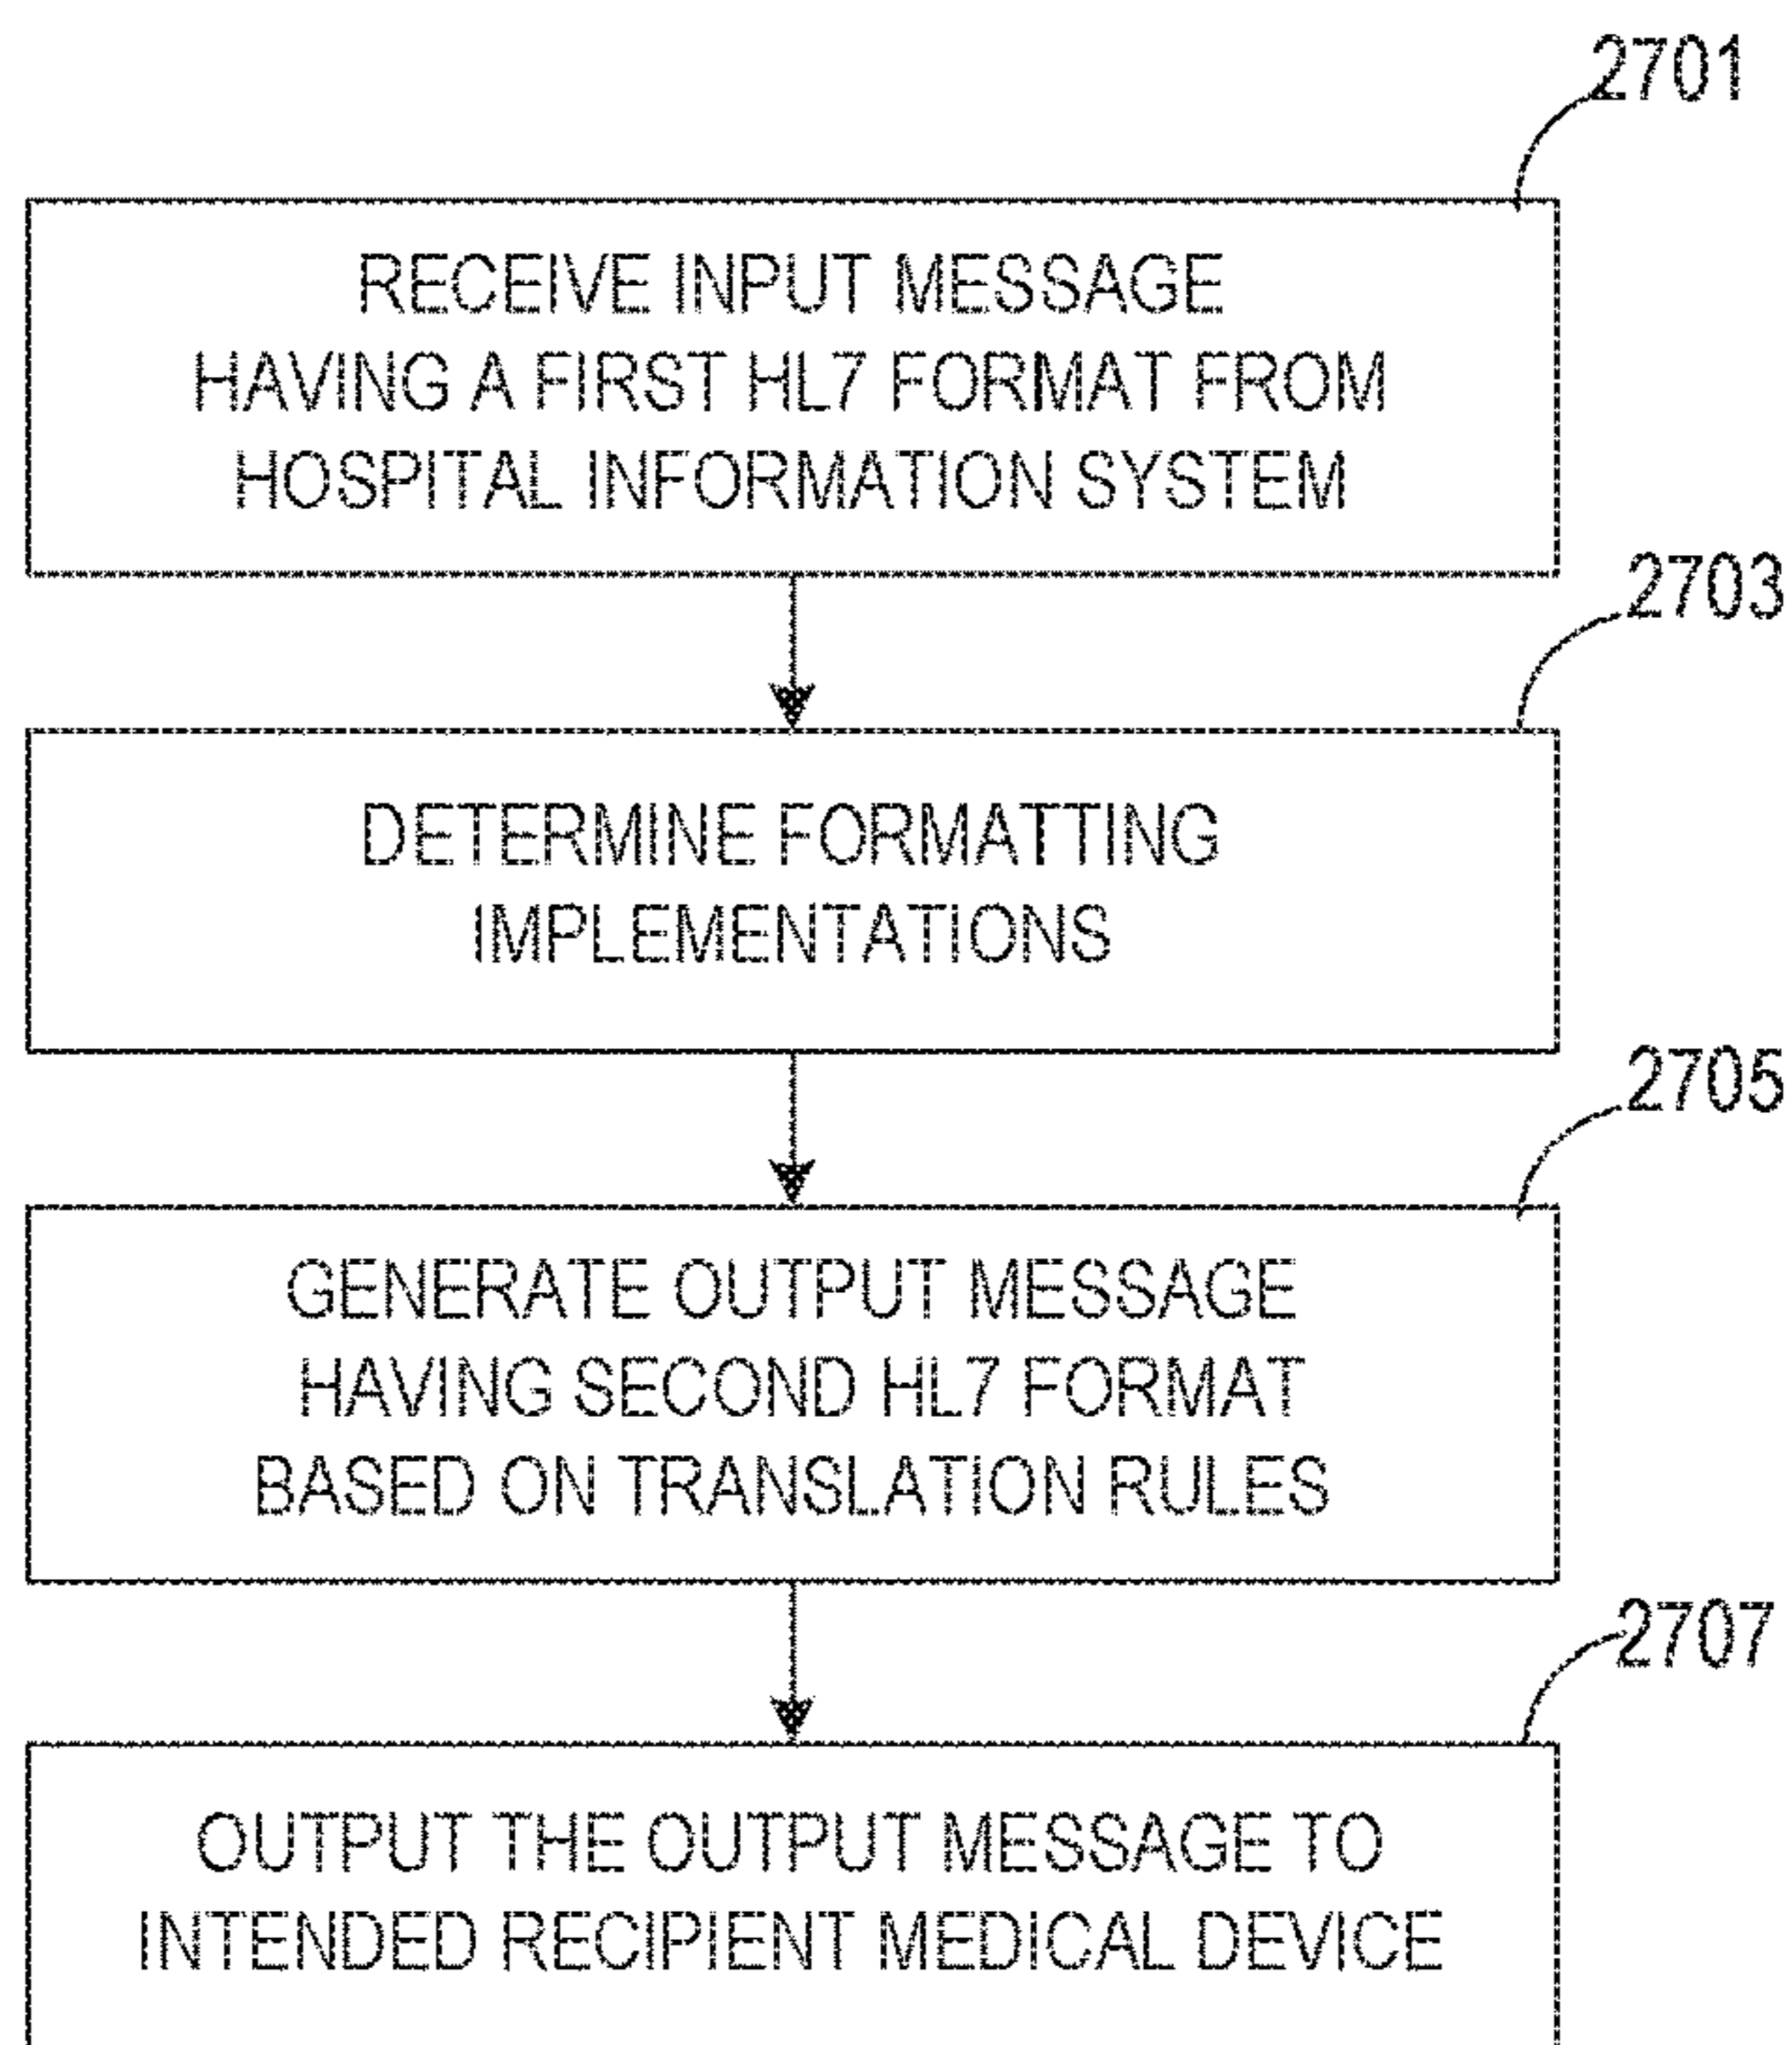 2701
RECEIVE INPUT MESSAGE
HAVING A FIRST HL7 FORMAT FROM
HOSPITAL INFORMATION SYSTEM
2703
DETERMINE FORMATTING
IMPLEMENTATIONS
2705
GENERATE OUTPUT MESSAGE
HAVING SECOND HL7 FORMAT
BASED ON TRANSLATION RULES
2707
OUTPUT THE OUTPUT MESSAGE TO
INTENDED RECIPIENT MEDICAL DEVICE